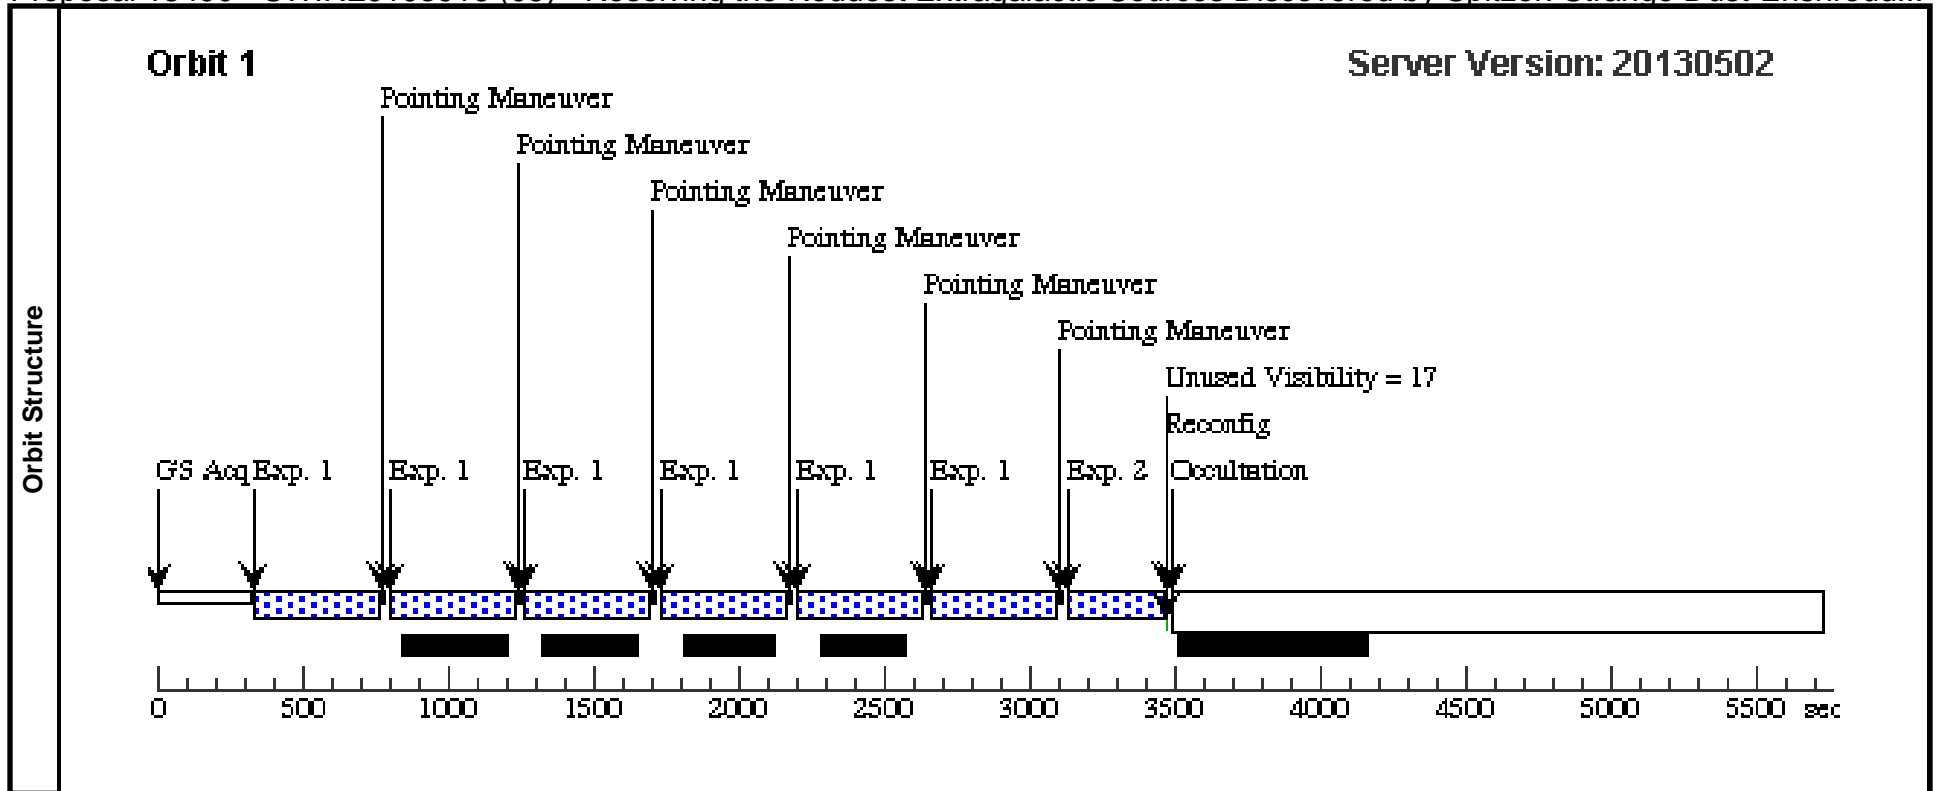 Orbit Structure
Orbit 1
Server Version: 20130502
Pointing Maneuver
Pointing Maneuver
Pointing Maneuver
Pointing Maneuver
Pointing Maneuver
Pointing Maneuver
Unused Visibility = 17
Reconfig
GS Acq Exp. 1 Exp. 1 Exp. 1 Exp. 1 Exp. 1 Exp. 1 Exp. 2 Occultation
0 500 1000 1500 2000 2500 3000 3500 4000 4500 5000 5500 sec